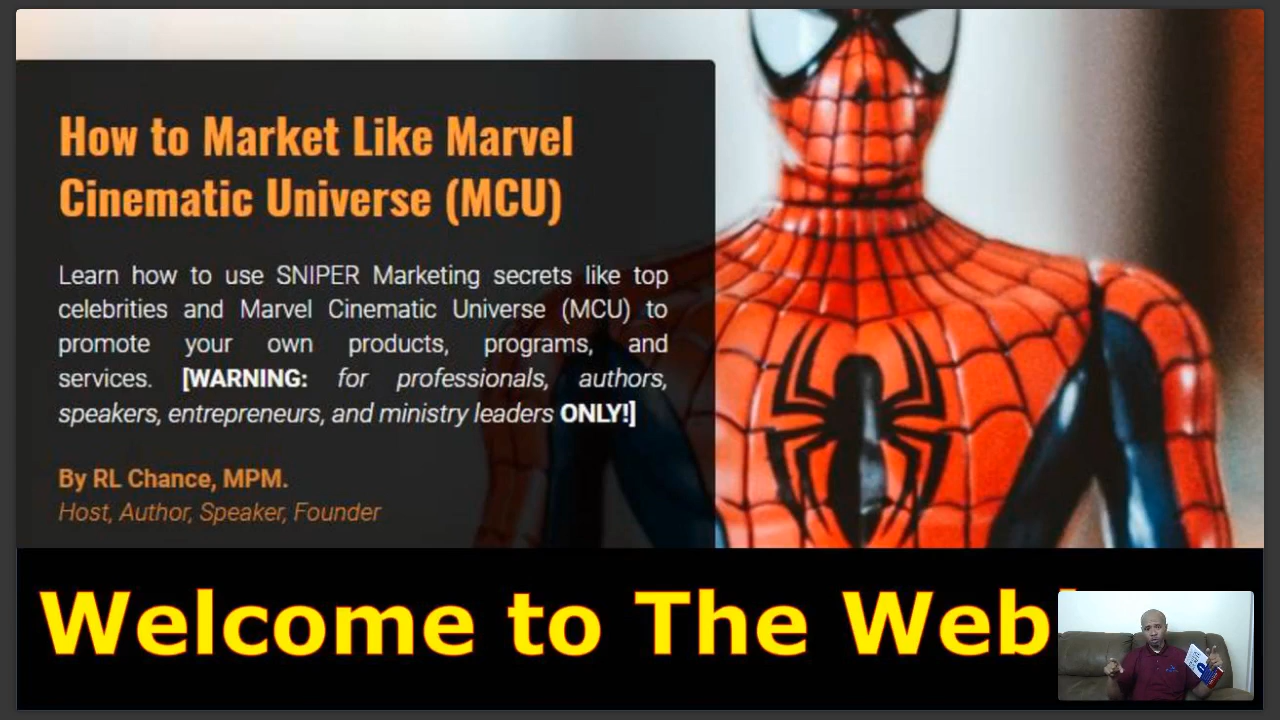 How to Market Like Marvel
Cinematic Universe (MCU)
Learn how to use SNIPER Marketing secrets like top
celebrities and Marvel Cinematic Universe (MCU) to
promote your own products, programs, and
services. [WARNING: for professionals, authors,
speakers, entrepreneurs, and ministry leaders ONLY!]
By RL Chance, MPM.
Host, Author, Speaker, Founder
Welcome to The Web